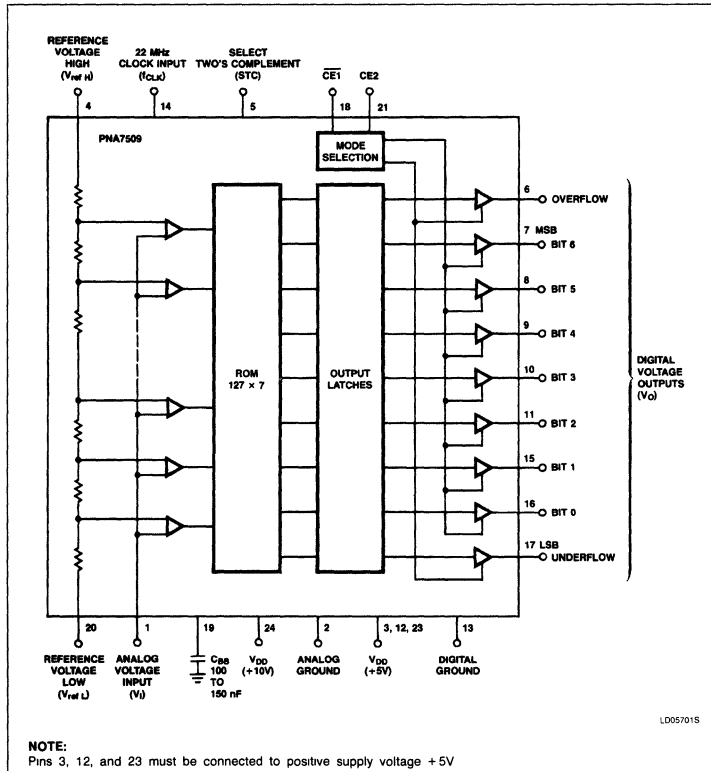 REFERENCE
VOLTAGE
HIGH
(Vref H)
4
22 MHz
CLOCK INPUT
(fCLK)
14
SELECT
TWO'S COMPLEMENT
(STC)
5
CE1
18
CE2
21
PNA7509
MODE
SELECTION
ROM
127 × 7
OUTPUT
LATCHES
6
OVERFLOW
7 MSB
BIT 6
8
BIT 5
9
BIT 4
10
BIT 3
11
BIT 2
15
BIT 1
16
BIT 0
17 LSB
UNDERFLOW
DIGITAL
VOLTAGE
OUTPUTS
(VO)
20
REFERENCE
VOLTAGE
LOW
(Vref L)
1
ANALOG
VOLTAGE
INPUT
(VI)
19
CBB
100
TO
150 nF
24
VDD
(+10V)
2
ANALOG
GROUND
3, 12, 23
VDD
(+5V)
13
DIGITAL
GROUND
LD05701S
NOTE:
Pins 3, 12, and 23 must be connected to positive supply voltage +5V